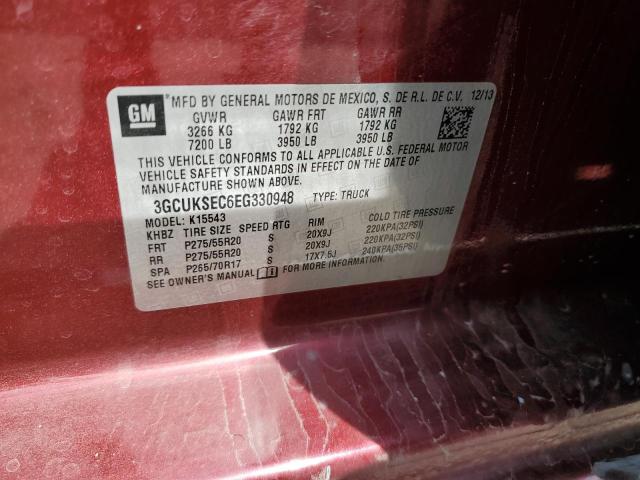 GM
MFD BY GENERAL MOTORS DE MEXICO, S. DE R.L. DE C.V. 12/13
GVWR GAWR FRT GAWR RR
3266 KG 1792 KG 1792 KG
7200 LB 3950 LB 3950 LB
THIS VEHICLE CONFORMS TO ALL APPLICABLE U.S. FEDERAL MOTOR
VEHICLE SAFETY STANDARDS IN EFFECT ON THE DATE OF
MANUFACTURE SHOWN ABOVE.
3GCUKSEC6EG330948 TYPE: TRUCK
MODEL: K15543
KHBZ TIRE SIZE SPEED RTG RIM COLD TIRE PRESSURE
FRT P275/55R20 S 20X9J 220KPA(32PSI)
RR P275/55R20 S 20X9J 220KPA(32PSI)
SPA P265/70R17 S 17X7.5J 240KPA(35PSI)
SEE OWNER'S MANUAL FOR MORE INFORMATION.